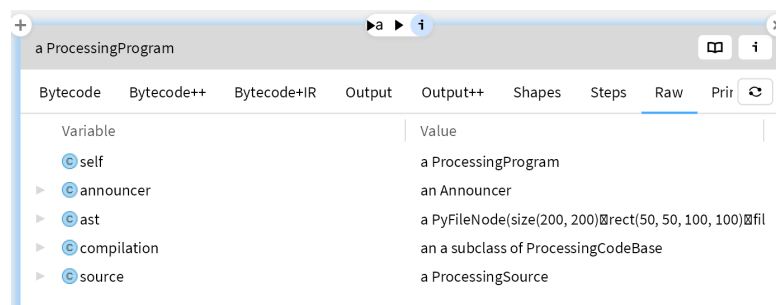 a
i
a ProcessingProgram
i
Bytecode Bytecode++ Bytecode+IR Output Output++ Shapes Steps Raw Prin
Variable Value
C self a ProcessingProgram
C announcer an Announcer
C ast a PyFileNode(size(200, 200)☒rect(50, 50, 100, 100)☒fil
C compilation an a subclass of ProcessingCodeBase
C source a ProcessingSource